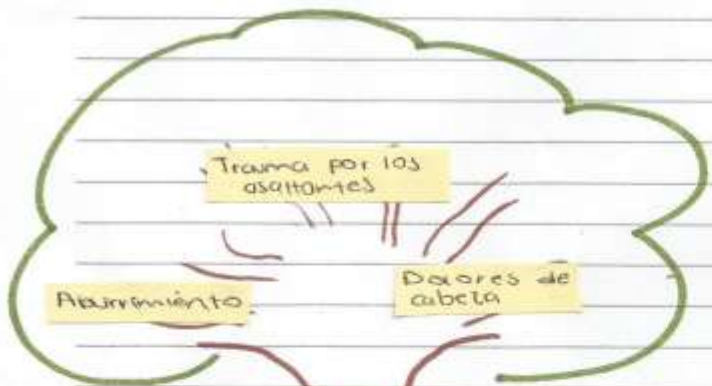 Trauma por los
asaltantes
Aburrimiento
Dolores de
cabeza